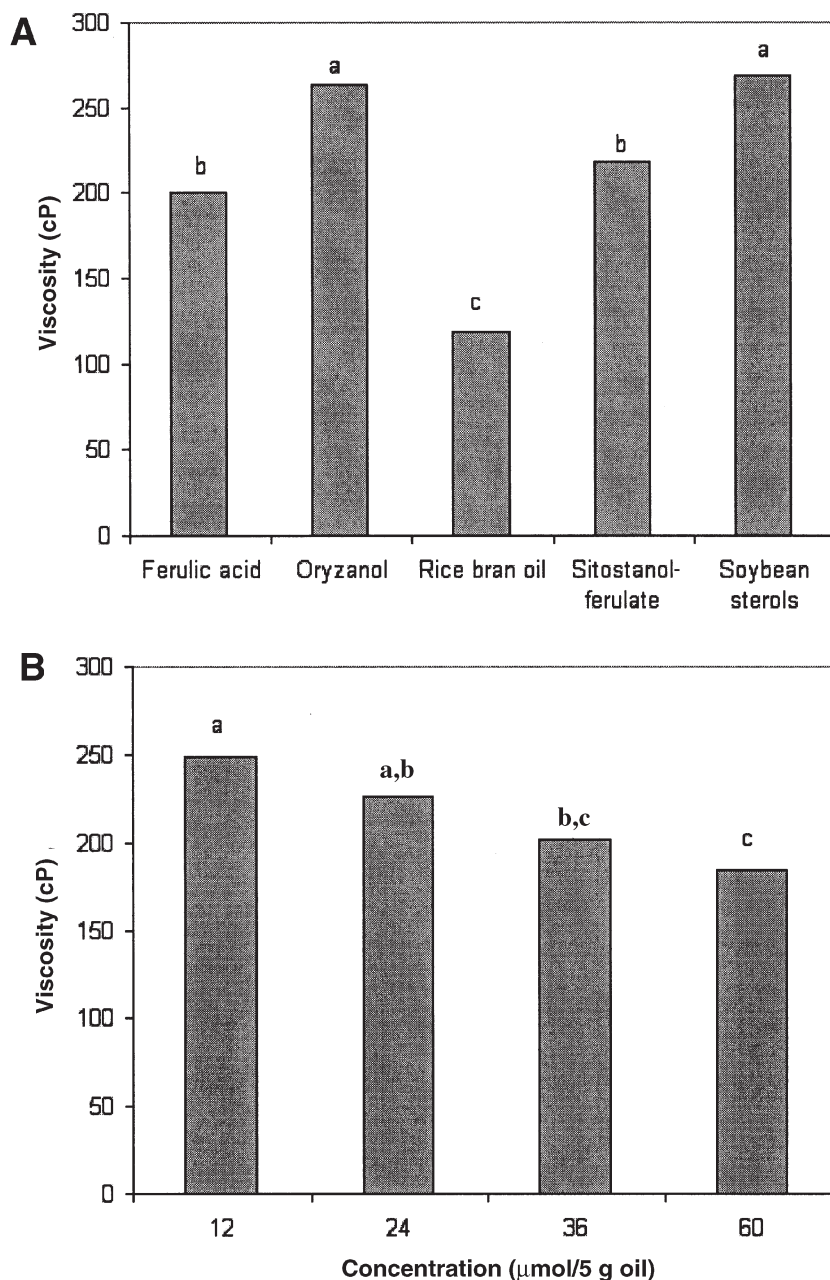 A
300
250
200
150
100
50
0
Viscosity (cP)
b
a
c
b
a
Ferulic acid
Oryzanol
Rice bran oil
Sitostanol-
ferulate
Soybean
sterols
B
300
250
200
150
100
50
0
Viscosity (cP)
a
a,b
b,c
c
12
24
36
60
Concentration (μmol/5 g oil)